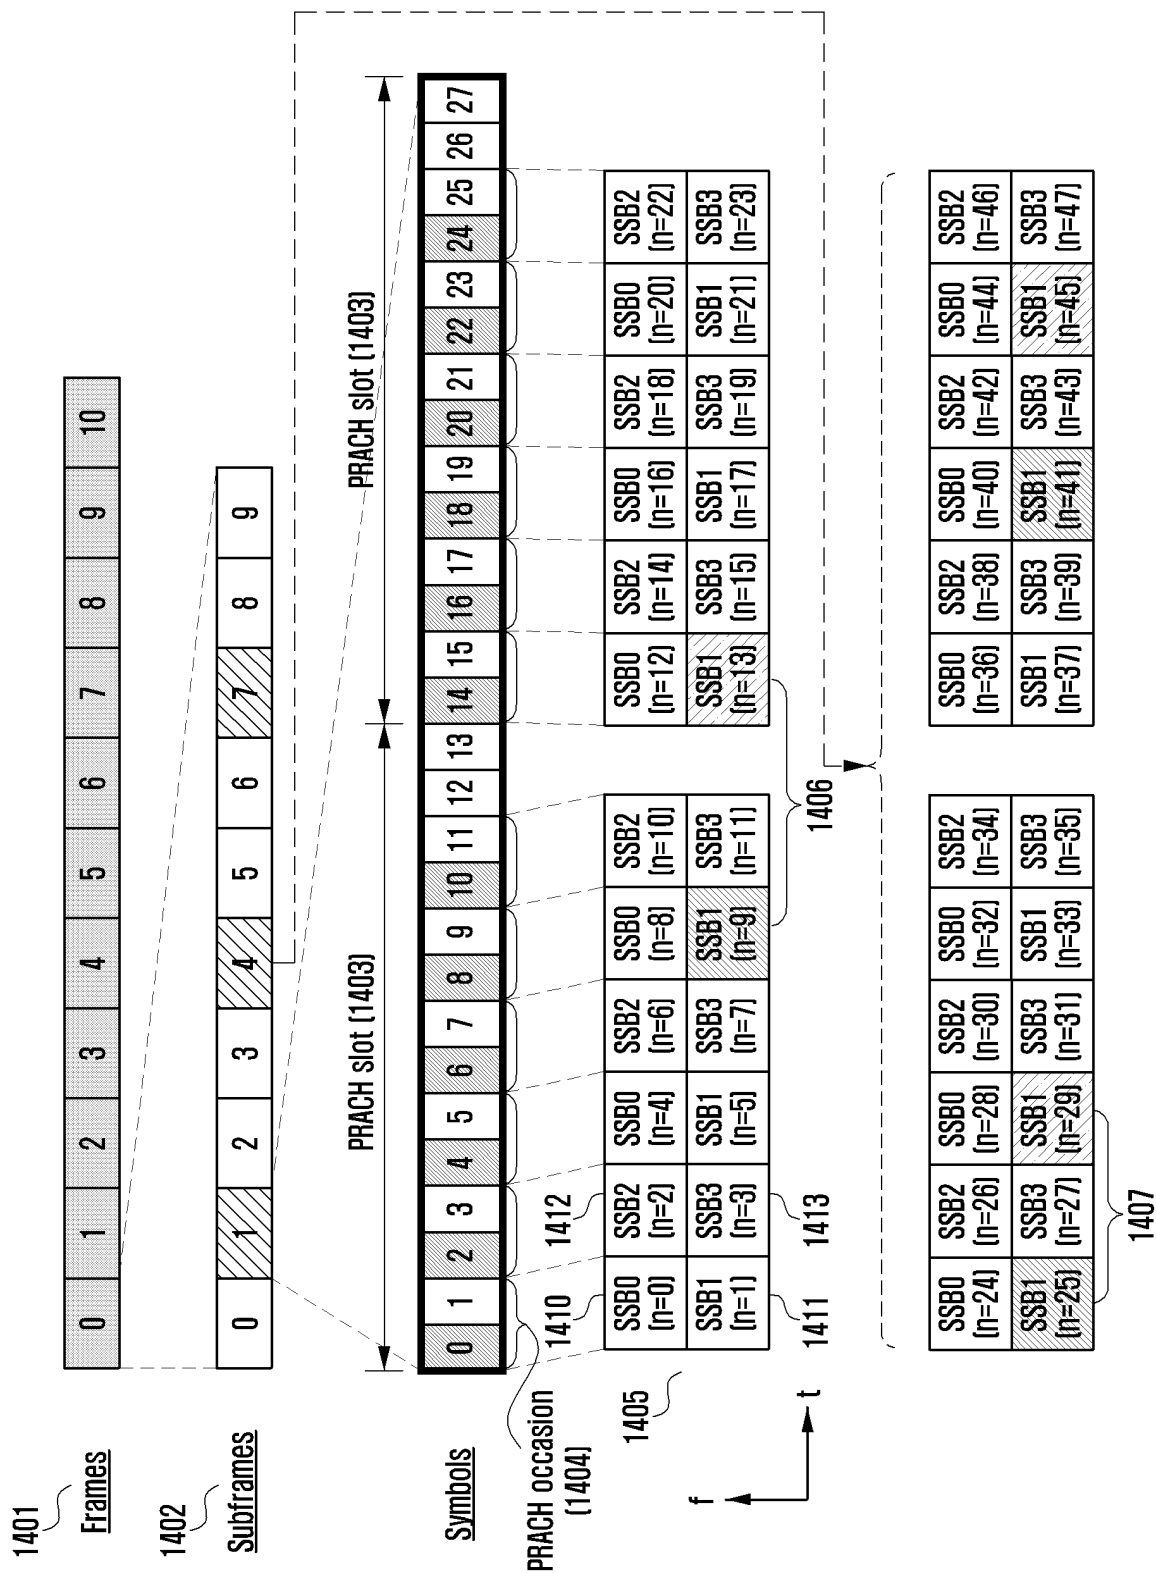 1401
Frames
0 1 2 3 4 5 6 7 8 9 10
1402
Subframes
0 1 2 3 4 5 6 7 8 9
PRACH slot (1403)
PRACH slot (1403)
Symbols
0 1 2 3 4 5 6 7 8 9 10 11 12 13 14 15 16 17 18 19 20 21 22 23 24 25 26 27
PRACH occasion
(1404)
1405
1410
1412
SSB0 SSB2 SSB0 SSB2 SSB0 SSB2 SSB0 SSB2 SSB0 SSB2 SSB0 SSB2
(n=0) (n=2) (n=4) (n=6) (n=8) (n=10) (n=12) (n=14) (n=16) (n=18) (n=20) (n=22)
SSB1 SSB3 SSB1 SSB3 SSB1 SSB3 SSB1 SSB3 SSB1 SSB3 SSB1 SSB3
(n=1) (n=3) (n=5) (n=7) (n=9) (n=11) (n=13) (n=15) (n=17) (n=19) (n=21) (n=23)
1411
1413
f
t
1406
SSB0 SSB2 SSB0 SSB2 SSB0 SSB2 SSB0 SSB2 SSB0 SSB2 SSB0 SSB2
(n=24) (n=26) (n=28) (n=30) (n=32) (n=34) (n=36) (n=38) (n=40) (n=42) (n=44) (n=46)
SSB1 SSB3 SSB1 SSB3 SSB1 SSB3 SSB1 SSB3 SSB1 SSB3 SSB1 SSB3
(n=25) (n=27) (n=29) (n=31) (n=33) (n=35) (n=37) (n=39) (n=41) (n=43) (n=45) (n=47)
1407